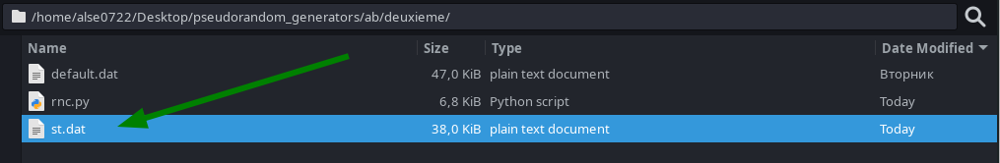 /home/alse0722/Desktop/pseudorandom_generators/ab/deuxieme/
Name Size Type Date Modified
default.dat 47,0 KiB plain text document Вторник
rnc.py 6,8 KiB Python script Today
st.dat 38,0 KiB plain text document Today